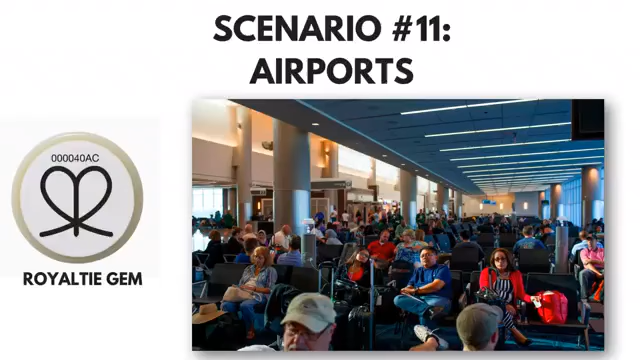 SCENARIO #11:
AIRPORTS
000040AC
ROYALTIE GEM